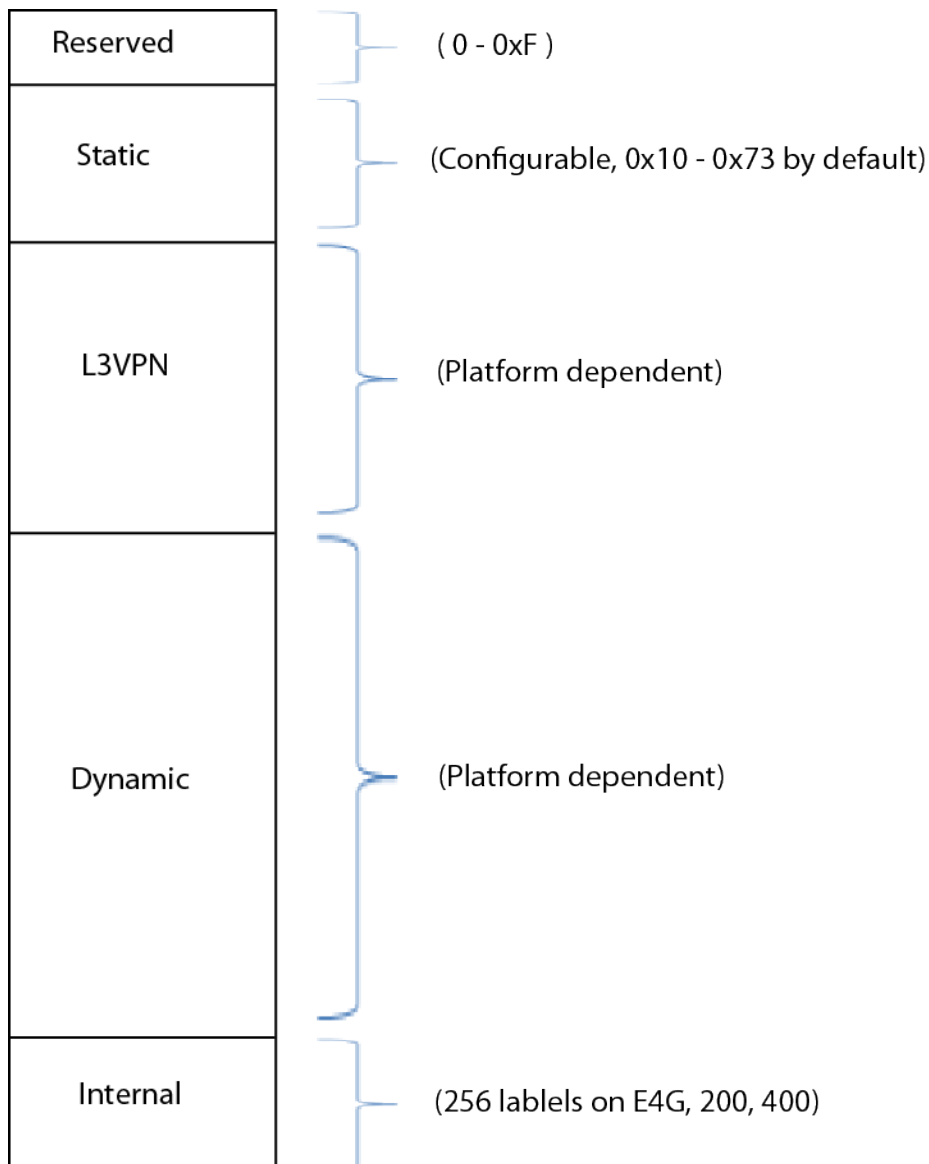 Reserved
( 0 - 0xF )
Static
(Configurable, 0x10 - 0x73 by default)
L3VPN
(Platform dependent)
Dynamic
(Platform dependent)
Internal
(256 lablels on E4G, 200, 400)